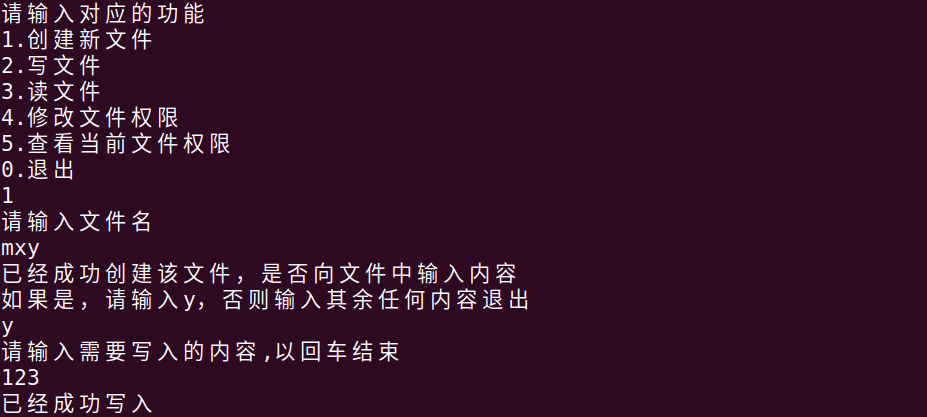 请输入对应的功能
1.创建新文件
2.写文件
3.读文件
4.修改文件权限
5.查看当前文件权限
0.退出
1
请输入文件名
mxy
已经成功创建该文件，是否向文件中输入内容
如果是，请输入y，否则输入其余任何内容退出
y
请输入需要写入的内容,以回车结束
123
已经成功写入